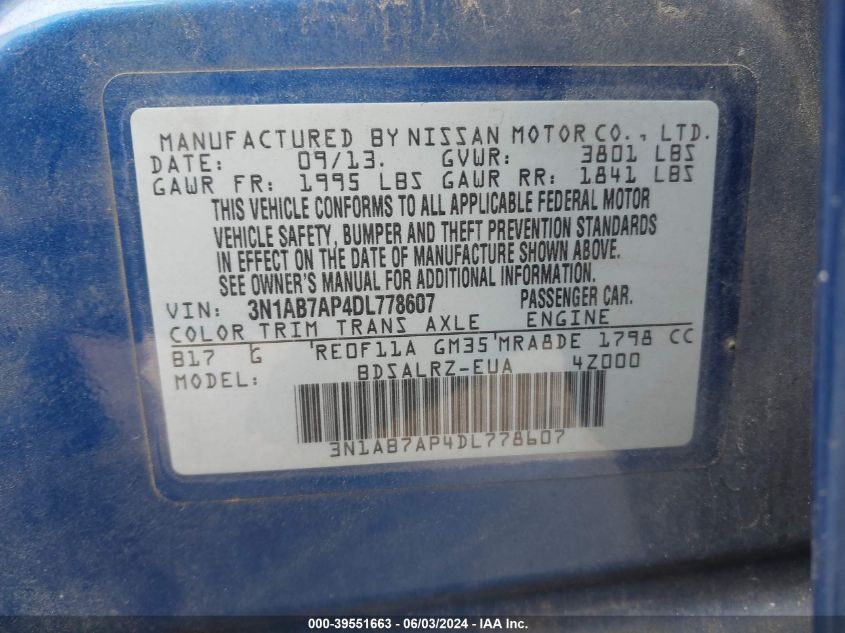 MANUFACTURED BY NISSAN MOTOR CO., LTD.
DATE: 09/13. GVWR: 3801 LBS
GAWR FR: 1995 LBS GAWR RR: 1841 LBS
THIS VEHICLE CONFORMS TO ALL APPLICABLE FEDERAL MOTOR
VEHICLE SAFETY, BUMPER AND THEFT PREVENTION STANDARDS
IN EFFECT ON THE DATE OF MANUFACTURE SHOWN ABOVE.
SEE OWNER'S MANUAL FOR ADDITIONAL INFORMATION.
VIN: 3N1AB7AP4DL778607 PASSENGER CAR.
COLOR TRIM TRANS AXLE ENGINE
B17 G RE0F11A GM35 MRA8DE 1798 CC
MODEL: BDSALRZ-EUA 4Z000
3N1AB7AP4DL778607
000-39551663 - 06/03/2024 - IAA Inc.